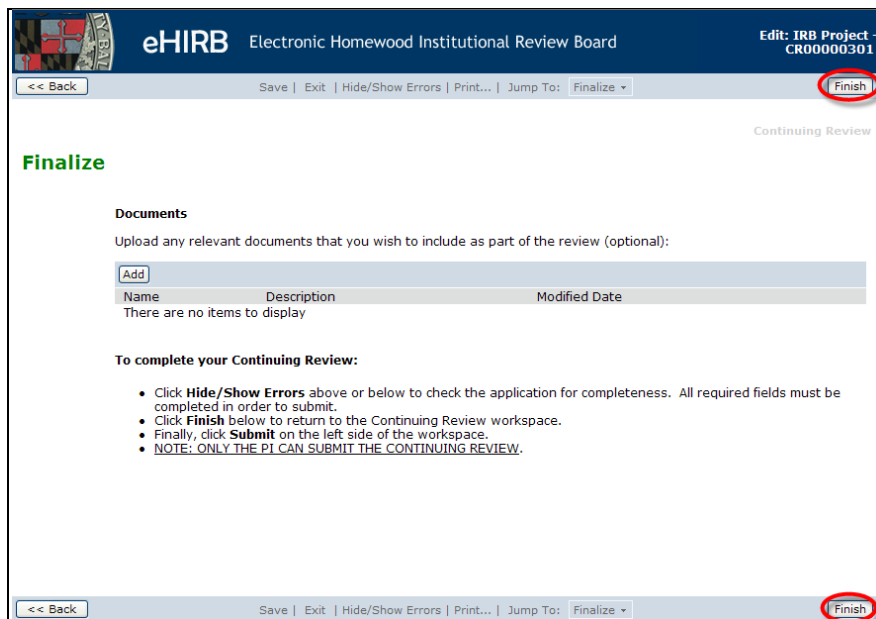 eHIRB Electronic Homewood Institutional Review Board
Edit: IRB Project -
CR00000301
<< Back Save | Exit | Hide/Show Errors | Print... | Jump To: Finalize Finish
Continuing Review
Finalize
Documents
Upload any relevant documents that you wish to include as part of the review (optional):
Add
Name Description Modified Date
There are no items to display
To complete your Continuing Review:
• Click Hide/Show Errors above or below to check the application for completeness. All required fields must be
completed in order to submit.
• Click Finish below to return to the Continuing Review workspace.
• Finally, click Submit on the left side of the workspace.
• NOTE: ONLY THE PI CAN SUBMIT THE CONTINUING REVIEW.
<< Back Save | Exit | Hide/Show Errors | Print... | Jump To: Finalize Finish